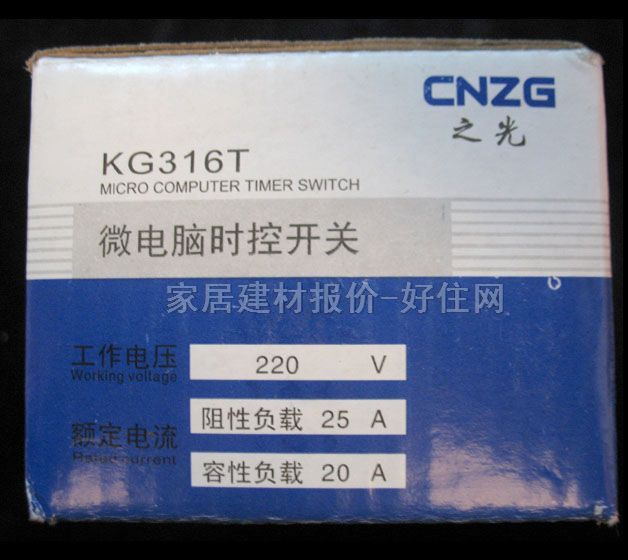 CNZG
之光
KG316T
MICRO COMPUTER TIMER SWITCH
微电脑时控开关
家居建材报价-好住网
工作电压 220 V
Working voltage
阻性负载 25 A
额定电流
Rated current
容性负载 20 A